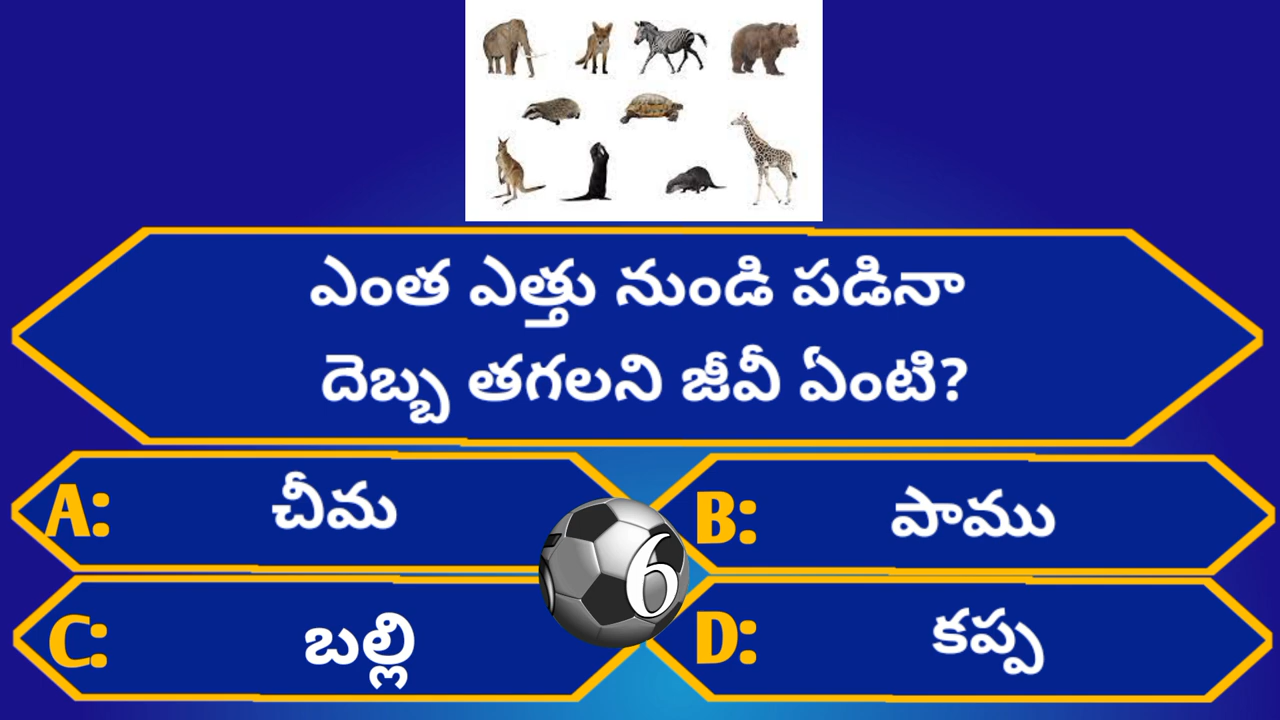 ఎంత ఎత్తు నుండి పడినా
దెబ్బ తగలని జీవీ ఏంటి?
A: చీమ
B: పాము
6
C: బల్లి
D: కప్ప